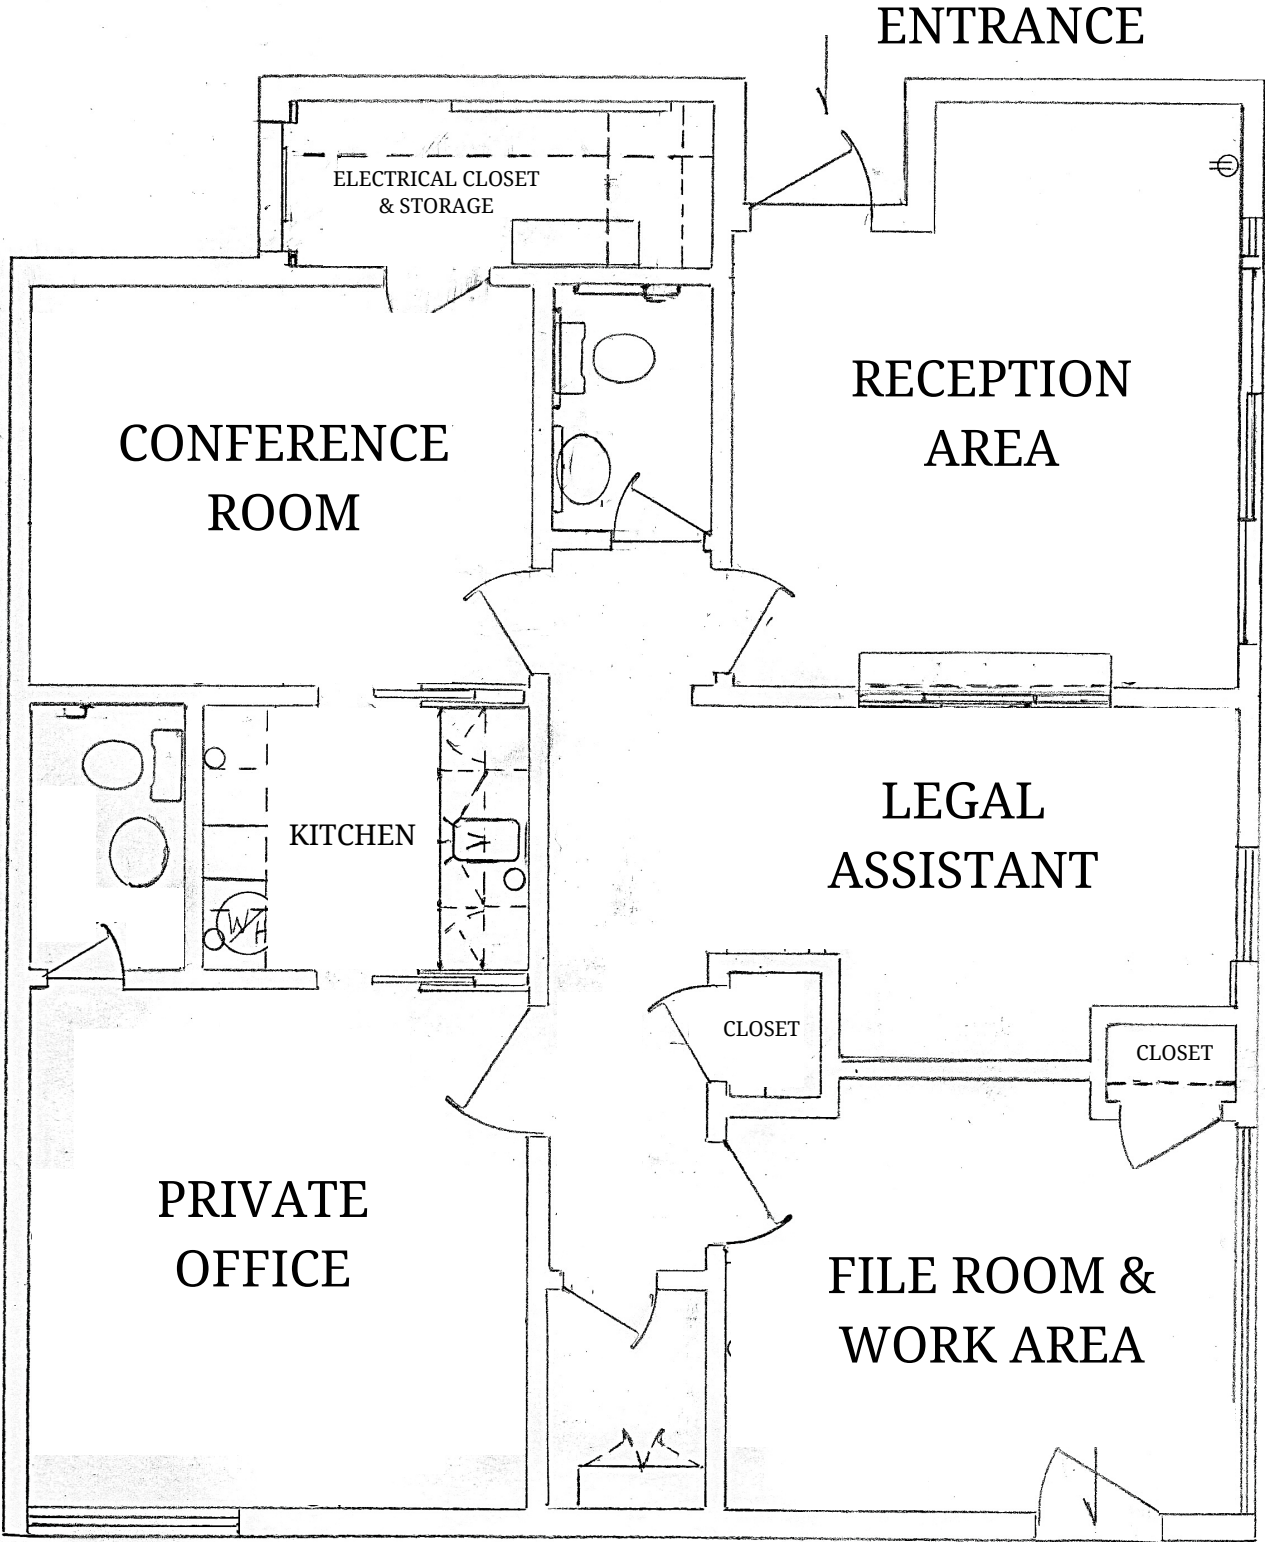 ENTRANCE
ELECTRICAL CLOSET
& STORAGE
RECEPTION
AREA
CONFERENCE
ROOM
KITCHEN
LEGAL
ASSISTANT
WH
CLOSET
CLOSET
PRIVATE
OFFICE
FILE ROOM &
WORK AREA